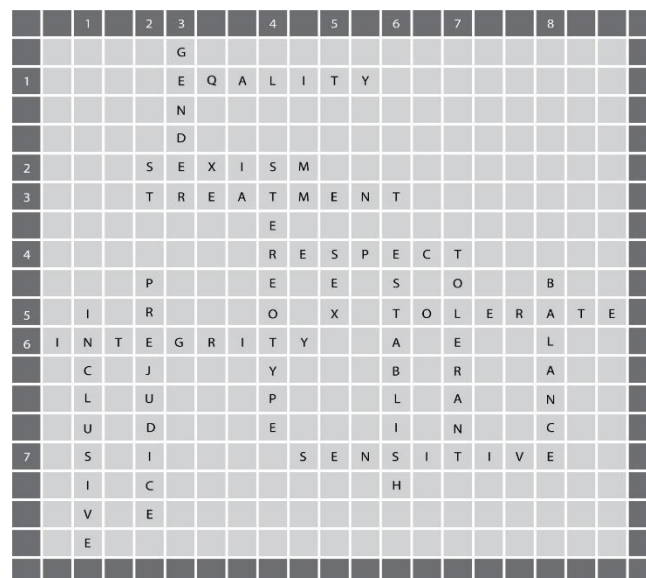 1 2 3 4 5 6 7 8
G
1 E Q A L I T Y
N
D
2 S E X I S M
3 T R E A T M E N T
E
4 R E S P E C T
P E E S O B
5 I R O X T O L E R A T E
6 I N T E G R I T Y A E L
C J Y B R A
L U P L A N
U D E I N C
7 S I S E N S I T I V E
I C H
V E
E